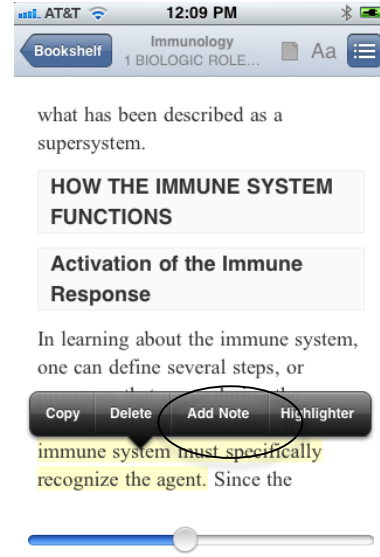 AT&T 12:09 PM
Bookshelf Immunology Aa
1 BIOLOGIC ROLE...
what has been described as a
supersystem.
HOW THE IMMUNE SYSTEM
FUNCTIONS
Activation of the Immune
Response
In learning about the immune system,
one can define several steps, or
Copy Delete Add Note Highlighter
immune system must specifically
recognize the agent. Since the